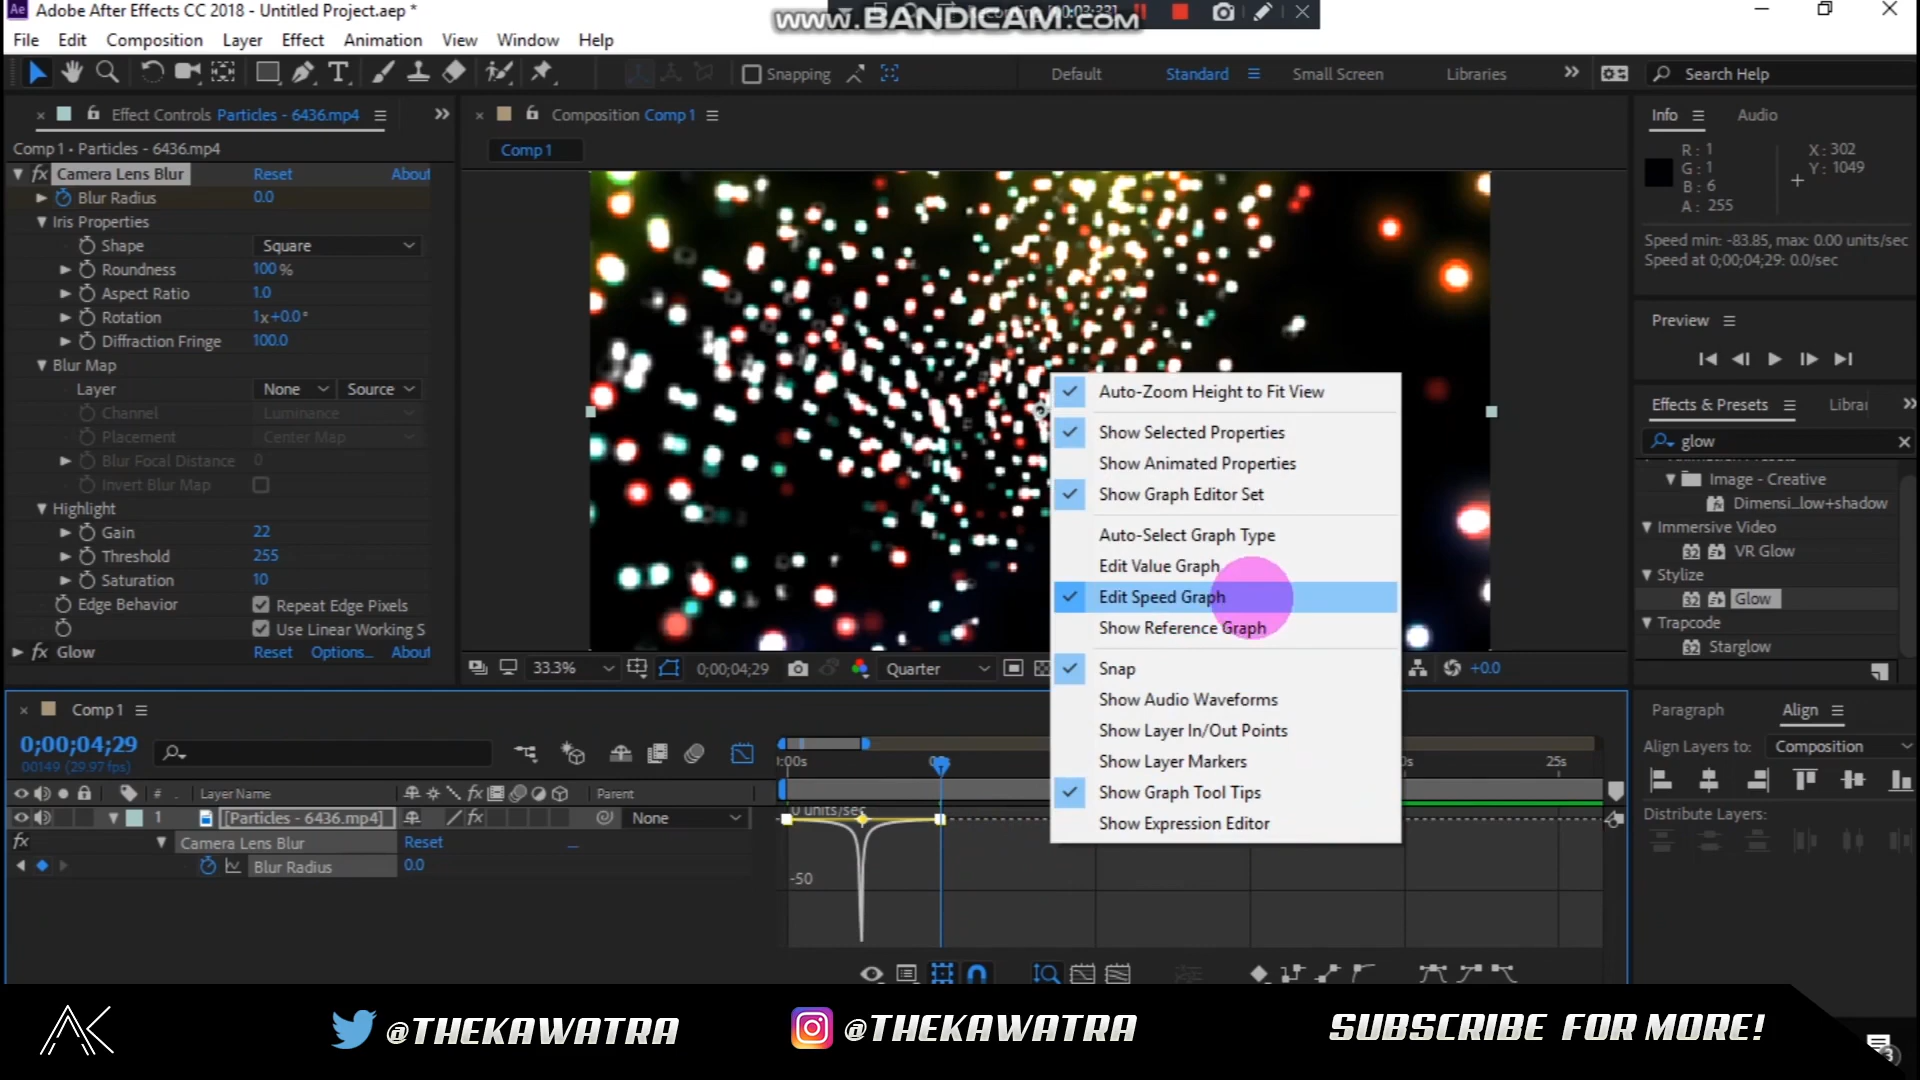 Adobe After Effects CC 2018 - Untitled Project.aep *
www.BANDICAM.com
File Edit Composition Layer Effect Animation View Window Help
Snapping
Default Standard Small Screen Libraries
Search Help
Effect Controls Particles - 6436.mp4
Comp 1 • Particles - 6436.mp4
fx Camera Lens Blur Reset About
Blur Radius 0.0
Iris Properties
Shape Square
Roundness 100 %
Aspect Ratio 1.0
Rotation 1x+0.0°
Diffraction Fringe 100.0
Blur Map
Layer None Source
Channel Luminance
Placement Center Map
Blur Focal Distance 0
Invert Blur Map
Highlight
Gain 22
Threshold 255
Saturation 10
Edge Behavior Repeat Edge Pixels
Use Linear Working S
fx Glow Reset Options... About
Composition Comp 1
Comp 1
33.3% 0;00;04;29 Quarter +0.0
Auto-Zoom Height to Fit View
Show Selected Properties
Show Animated Properties
Show Graph Editor Set
Auto-Select Graph Type
Edit Value Graph
Edit Speed Graph
Show Reference Graph
Snap
Show Audio Waveforms
Show Layer In/Out Points
Show Layer Markers
Show Graph Tool Tips
Show Expression Editor
Info Audio
R : 1
G : 1
B : 6
A : 255
X : 302
Y : 1049
Speed min: -83.85, max: 0.00 units/sec
Speed at 0;00;04;29: 0.0/sec
Preview
Effects & Presets Librar
glow
Image - Creative
Dimensi...low+shadow
Immersive Video
VR Glow
Stylize
Glow
Trapcode
Starglow
Paragraph Align
Align Layers to: Composition
Distribute Layers:
Comp 1
0;00;04;29
00149 (29.97 fps)
# Layer Name fx Parent
1 [Particles - 6436.mp4] fx None
fx Camera Lens Blur Reset
Blur Radius 0.0
:00s 25s
0 units/sec
-50
AK @THEKAWATRA @THEKAWATRA SUBSCRIBE FOR MORE!
3